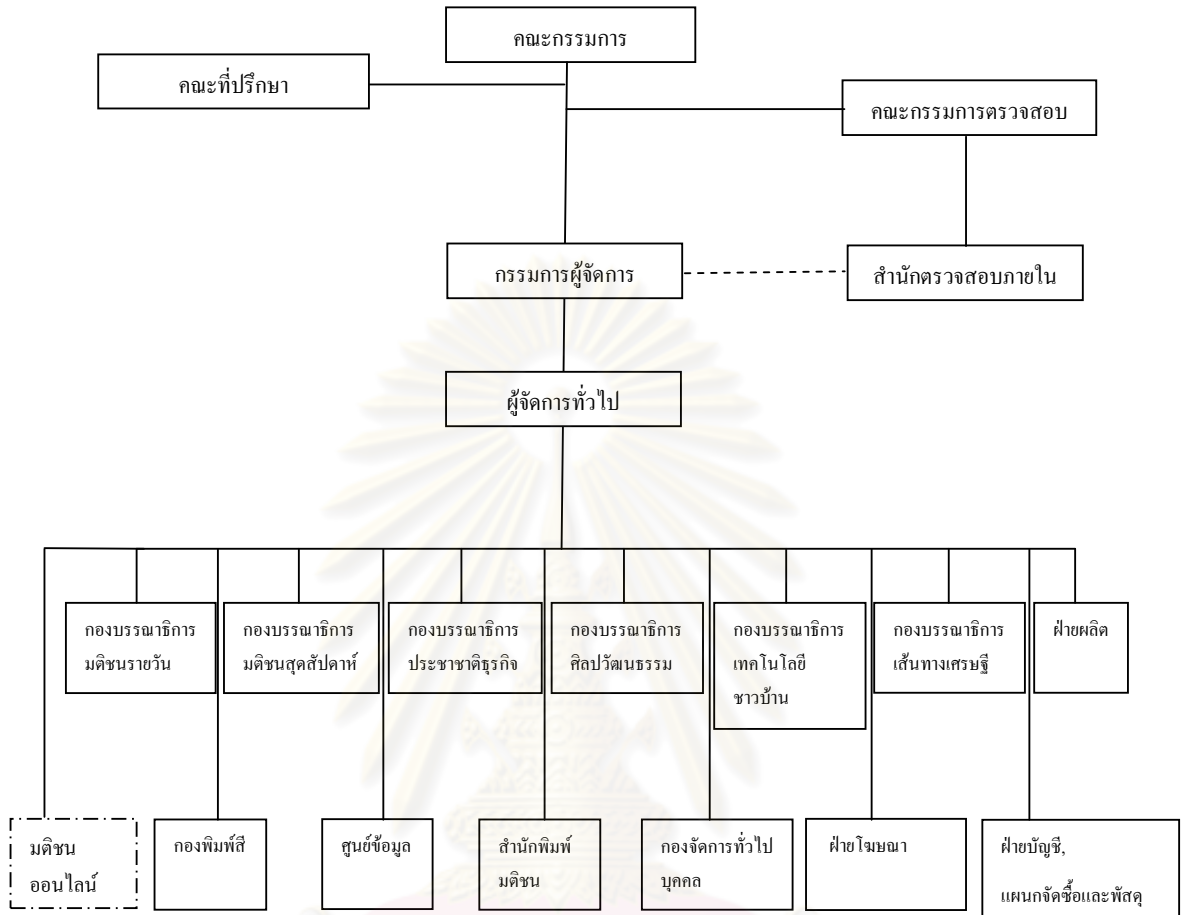 คณะกรรมการ
คณะที่ปรึกษา
คณะกรรมการตรวจสอบ
กรรมการผู้จัดการ
สำนักตรวจสอบภายใน
ผู้จัดการทั่วไป
กองบรรณาธิการ
มติชนรายวัน
กองบรรณาธิการ
มติชนสุดสัปดาห์
กองบรรณาธิการ
ประชาชาติธุรกิจ
กองบรรณาธิการ
ศิลปวัฒนธรรม
กองบรรณาธิการ
เทคโนโลยี
ชาวบ้าน
กองบรรณาธิการ
เส้นทางเศรษฐี
ฝ่ายผลิต
มติชน
ออนไลน์
กองพิมพ์สี
ศูนย์ข้อมูล
สำนักพิมพ์
มติชน
กองจัดการทั่วไป
บุคคล
ฝ่ายโฆษณา
ฝ่ายบัญชี,
แผนกจัดซื้อและพัสดุ